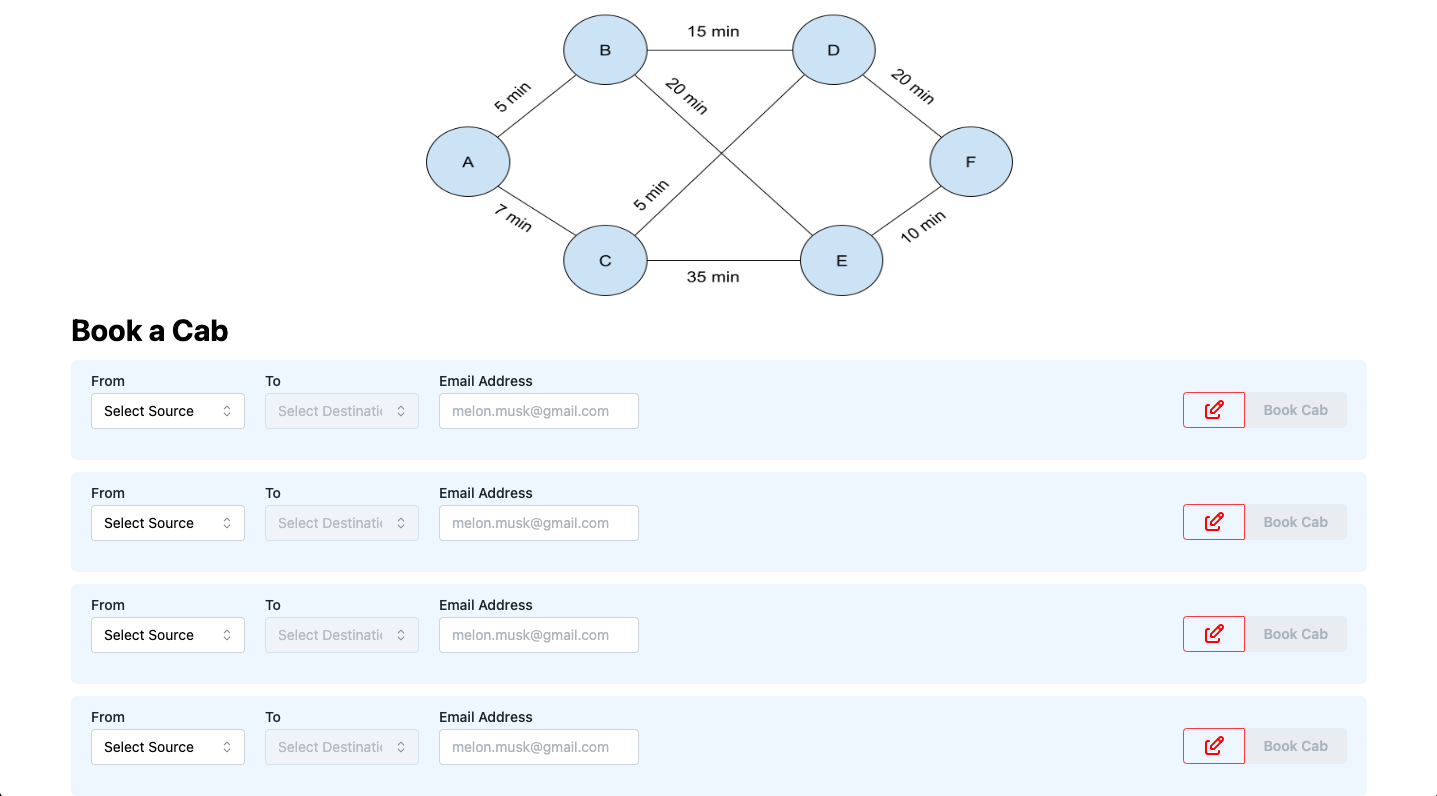 15 min
B
D
5 min
20 min
20 min
A
F
7 min
5 min
10 min
C
E
35 min
Book a Cab
From To Email Address
Select Source Select Destinati melon.musk@gmail.com Book Cab
From To Email Address
Select Source Select Destinati melon.musk@gmail.com Book Cab
From To Email Address
Select Source Select Destinati melon.musk@gmail.com Book Cab
From To Email Address
Select Source Select Destinati melon.musk@gmail.com Book Cab